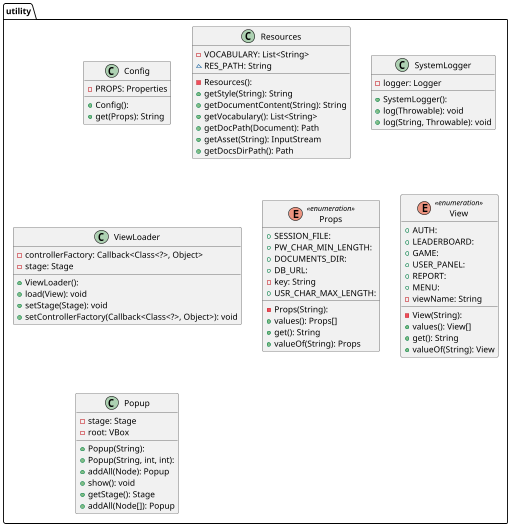 utility
C Config
PROPS: Properties
Config():
get(Props): String
C Resources
VOCABULARY: List<String>
RES_PATH: String
Resources():
getStyle(String): String
getDocumentContent(String): String
getVocabulary(): List<String>
getDocPath(Document): Path
getAsset(String): InputStream
getDocsDirPath(): Path
C SystemLogger
logger: Logger
SystemLogger():
log(Throwable): void
log(String, Throwable): void
C ViewLoader
controllerFactory: Callback<Class<?>, Object>
stage: Stage
ViewLoader():
load(View): void
setStage(Stage): void
setControllerFactory(Callback<Class<?>, Object>): void
E «enumeration»
Props
SESSION_FILE:
PW_CHAR_MIN_LENGTH:
DOCUMENTS_DIR:
DB_URL:
key: String
USR_CHAR_MAX_LENGTH:
Props(String):
values(): Props[]
get(): String
valueOf(String): Props
E «enumeration»
View
AUTH:
LEADERBOARD:
GAME:
USER_PANEL:
REPORT:
MENU:
viewName: String
View(String):
values(): View[]
get(): String
valueOf(String): View
C Popup
stage: Stage
root: VBox
Popup(String):
Popup(String, int, int):
addAll(Node): Popup
show(): void
getStage(): Stage
addAll(Node[]): Popup